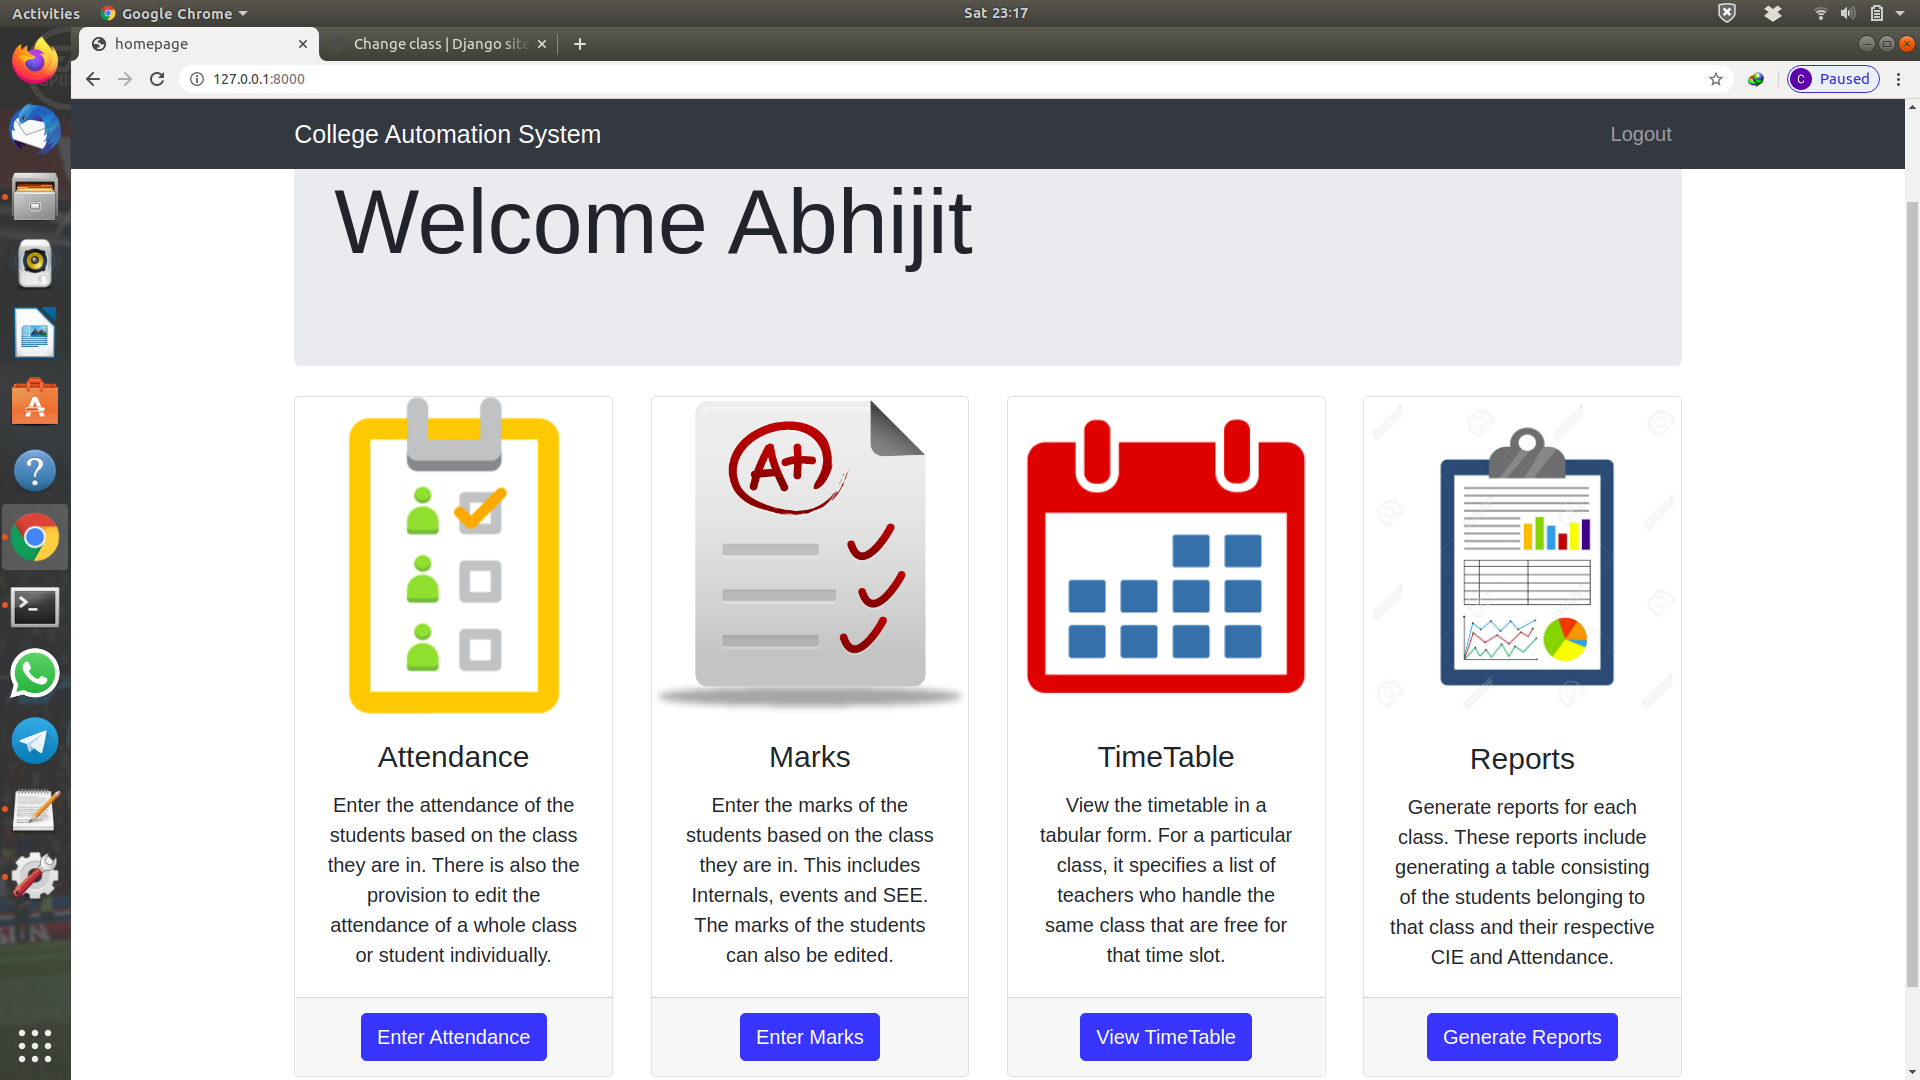 Activities
Google Chrome
Sat 23:17
homepage
Change class | Django site
127.0.0.1:8000
C Paused
College Automation System
Logout
Welcome Abhijit
A+
Attendance
Enter the attendance of the
students based on the class
they are in. There is also the
provision to edit the
attendance of a whole class
or student individually.
Enter Attendance
Marks
Enter the marks of the
students based on the class
they are in. This includes
Internals, events and SEE.
The marks of the students
can also be edited.
Enter Marks
TimeTable
View the timetable in a
tabular form. For a particular
class, it specifies a list of
teachers who handle the
same class that are free for
that time slot.
View TimeTable
Reports
Generate reports for each
class. These reports include
generating a table consisting
of the students belonging to
that class and their respective
CIE and Attendance.
Generate Reports